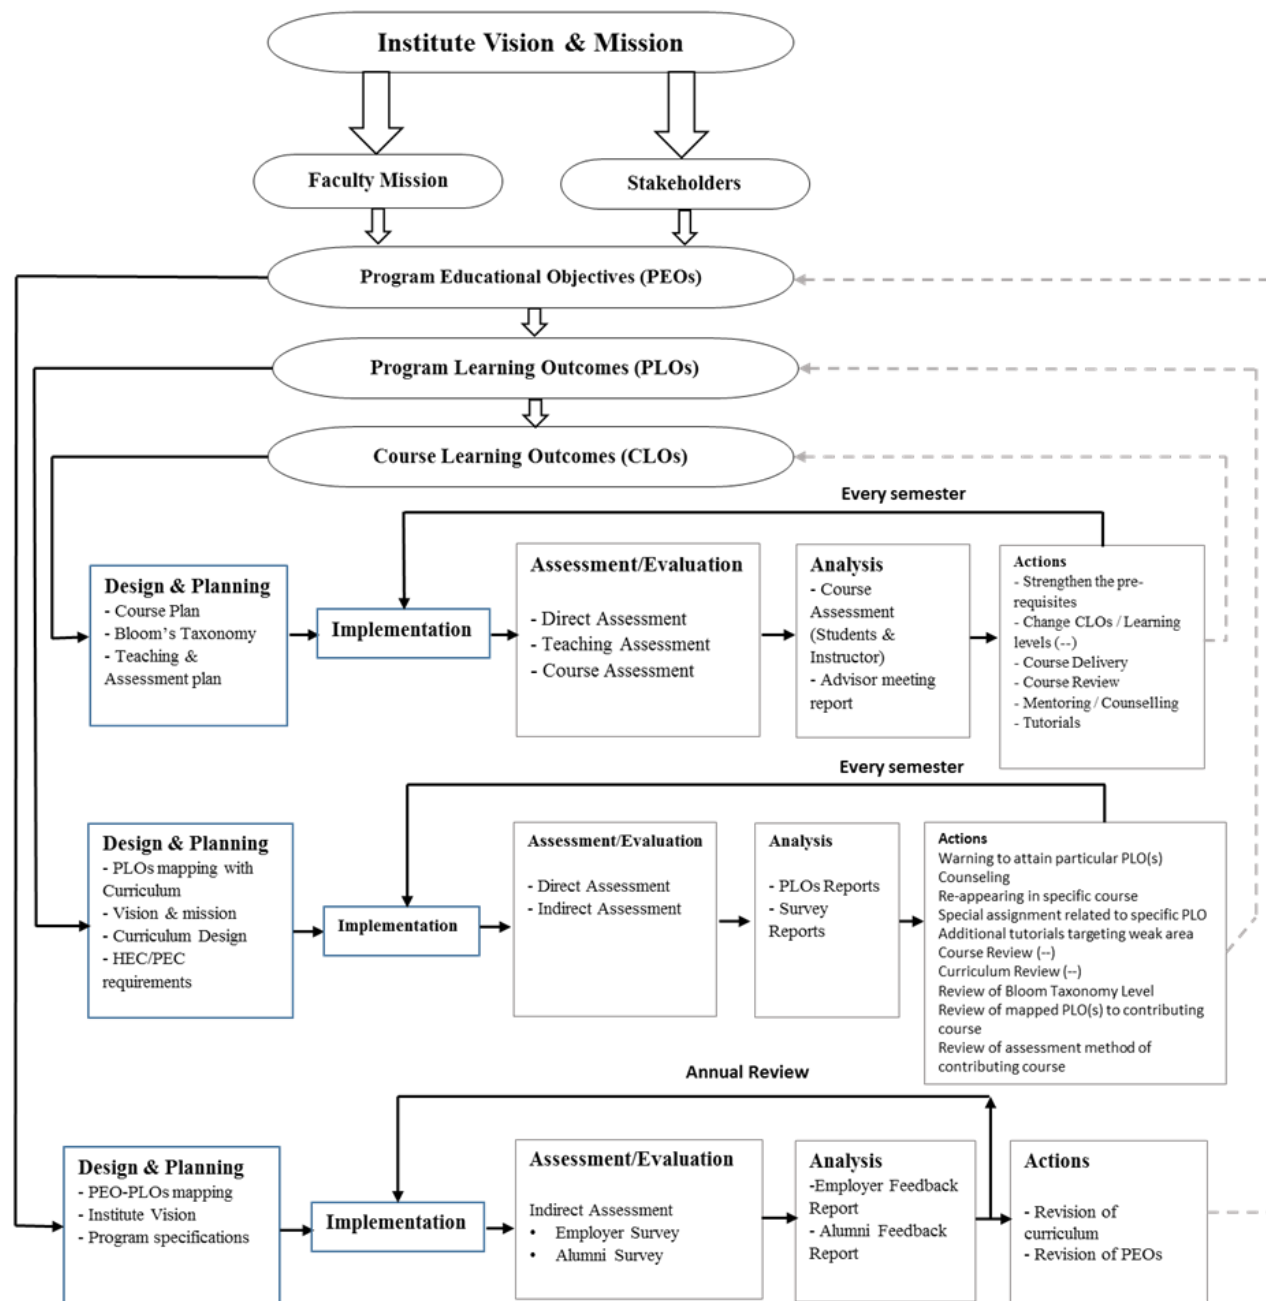 Institute Vision & Mission
Faculty Mission
Stakeholders
Program Educational Objectives (PEOs)
Program Learning Outcomes (PLOs)
Course Learning Outcomes (CLOs)
Every semester
Design & Planning
- Course Plan
- Bloom's Taxonomy
- Teaching &
Assessment plan
Implementation
Assessment/Evaluation
- Direct Assessment
- Teaching Assessment
- Course Assessment
Analysis
- Course
Assessment
(Students &
Instructor)
- Advisor meeting
report
Actions
- Strengthen the pre-
requisites
- Change CLOs / Learning
levels (--)
- Course Delivery
- Course Review
- Mentoring / Counselling
- Tutorials
Every semester
Design & Planning
- PLOs mapping with
Curriculum
- Vision & mission
- Curriculum Design
- HEC/PEC
requirements
Implementation
Assessment/Evaluation
- Direct Assessment
- Indirect Assessment
Analysis
- PLOs Reports
- Survey
Reports
Actions
Warning to attain particular PLO(s)
Counseling
Re-appearing in specific course
Special assignment related to specific PLO
Additional tutorials targeting weak area
Course Review (--)
Curriculum Review (--)
Review of Bloom Taxonomy Level
Review of mapped PLO(s) to contributing
course
Review of assessment method of
contributing course
Annual Review
Design & Planning
- PEO-PLOs mapping
- Institute Vision
- Program specifications
Implementation
Assessment/Evaluation
Indirect Assessment
• Employer Survey
• Alumni Survey
Analysis
-Employer Feedback
Report
- Alumni Feedback
Report
Actions
- Revision of
curriculum
- Revision of PEOs